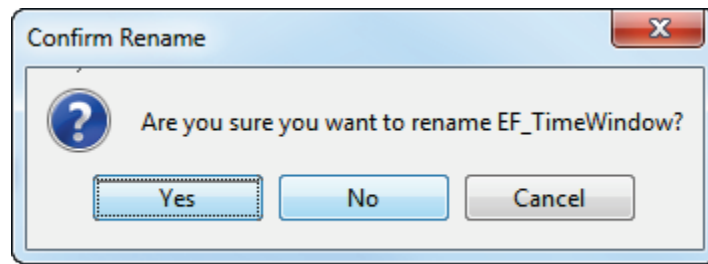 Confirm Rename
Are you sure you want to rename EF_TimeWindow?
Yes No Cancel